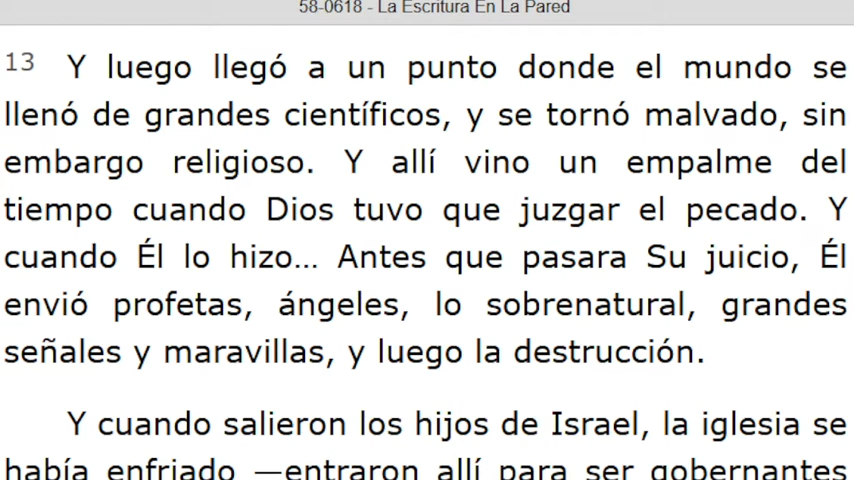 58-0618 - La Escritura En La Pared
13 Y luego llegó a un punto donde el mundo se
llenó de grandes científicos, y se tornó malvado, sin
embargo religioso. Y allí vino un empalme del
tiempo cuando Dios tuvo que juzgar el pecado. Y
cuando Él lo hizo… Antes que pasara Su juicio, Él
envió profetas, ángeles, lo sobrenatural, grandes
señales y maravillas, y luego la destrucción.
Y cuando salieron los hijos de Israel, la iglesia se
había enfriado —entraron allí para ser gobernantes